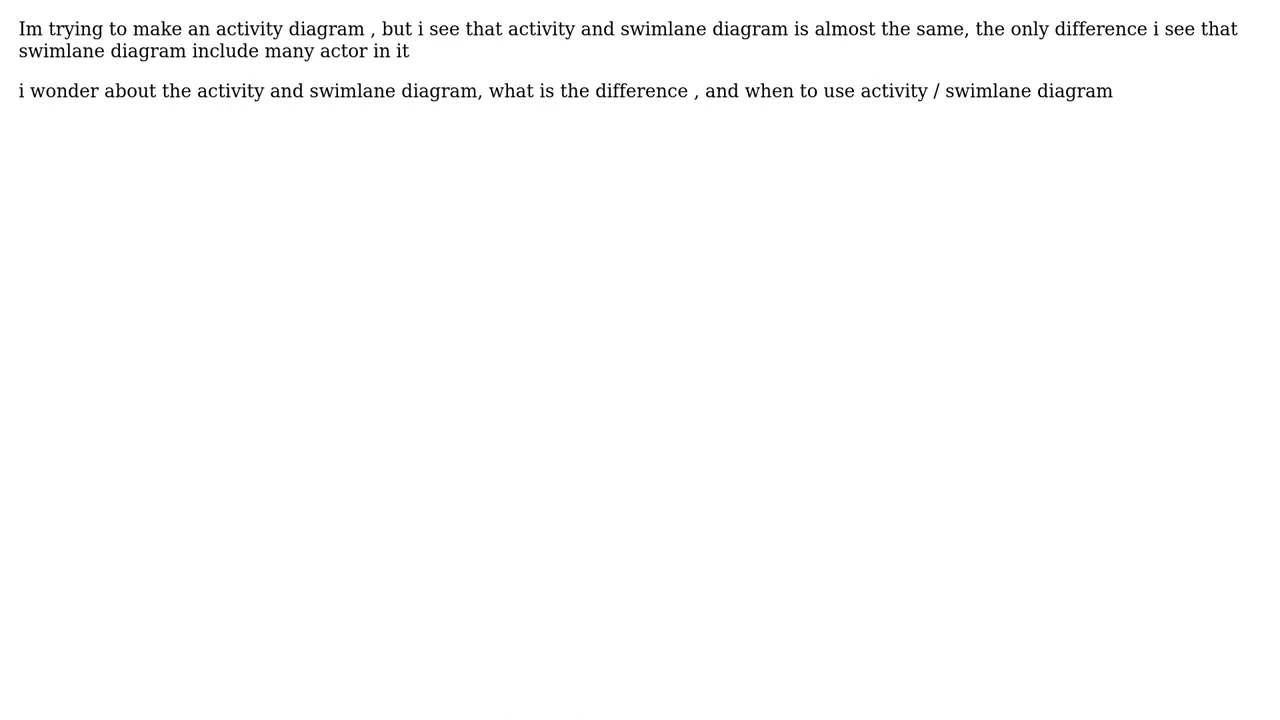 Im trying to make an activity diagram , but i see that activity and swimlane diagram is almost the same, the only difference i see that
swimlane diagram include many actor in it
i wonder about the activity and swimlane diagram, what is the difference , and when to use activity / swimlane diagram